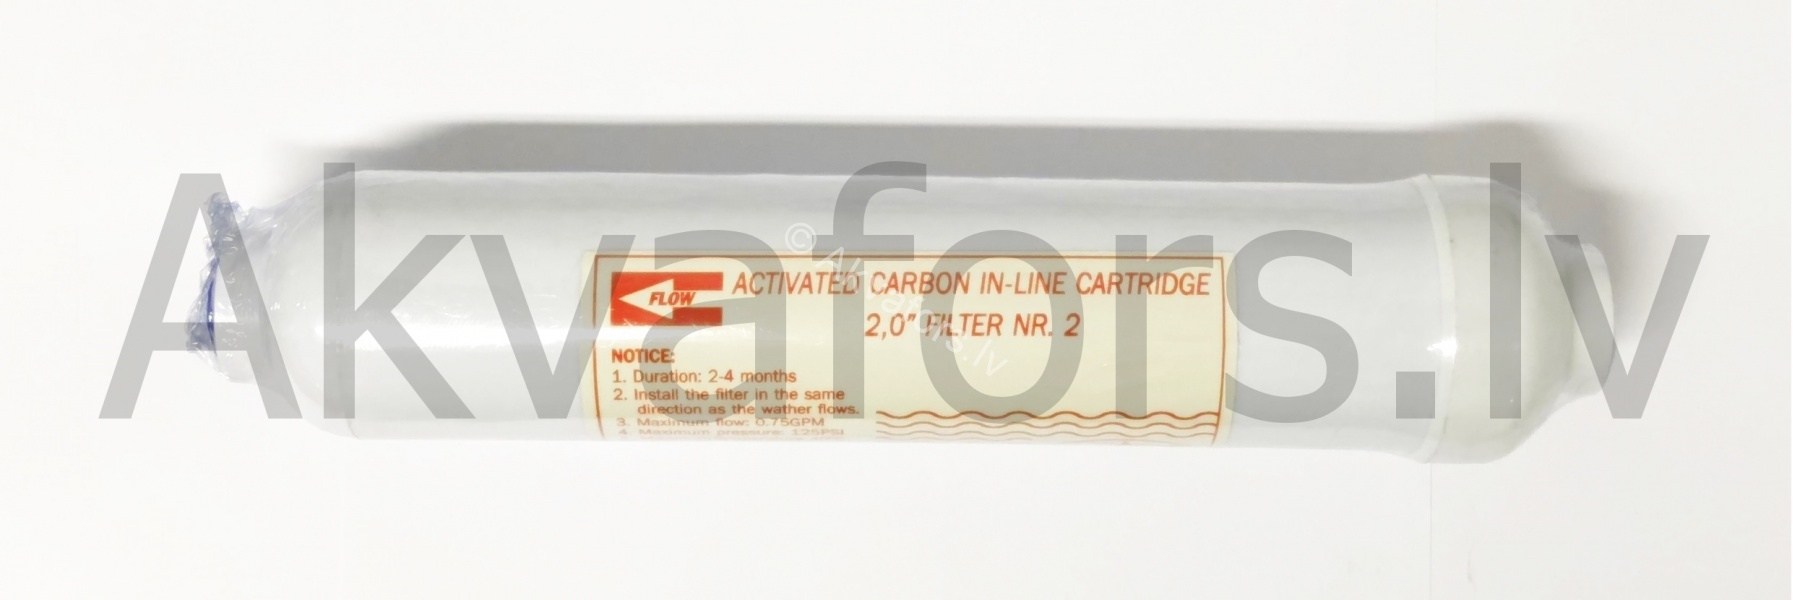 Akvafors.lv
© Akvafors.lv
FLOW
ACTIVATED CARBON IN-LINE CARTRIDGE
2,0" FILTER NR. 2
NOTICE:
1. Duration: 2-4 months
2. Install the filter in the same
direction as the wather flows.
3. Maximum flow: 0.75GPM
4. Maximum pressure: 125PSI